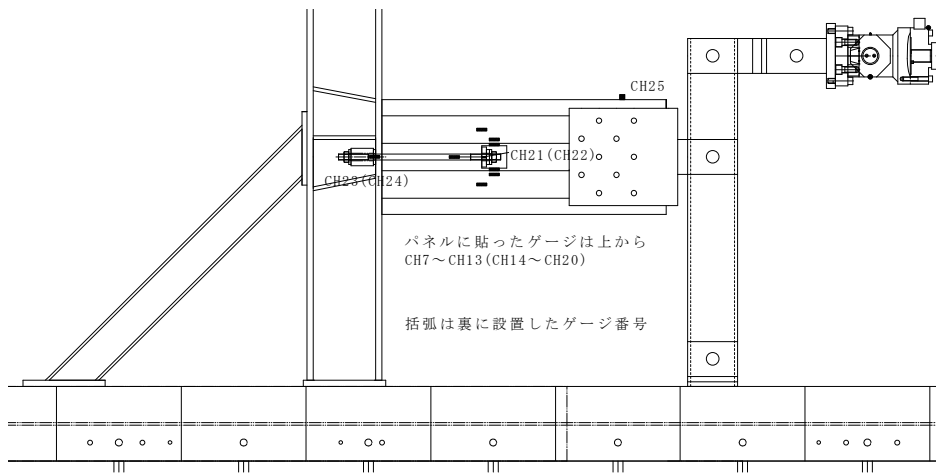 CH25
CH21(CH22)
CH23(CH24)
パネルに貼ったゲージは上から
CH7～CH13(CH14～CH20)
括弧は裏に設置したゲージ番号